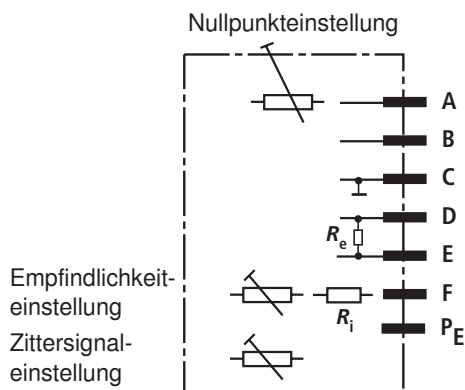 Nullpunkteinstellung
A
B
C
D
Re
E
Empfindlichkeit-
einstellung
F
Ri
PE
Zittersignal-
einstellung